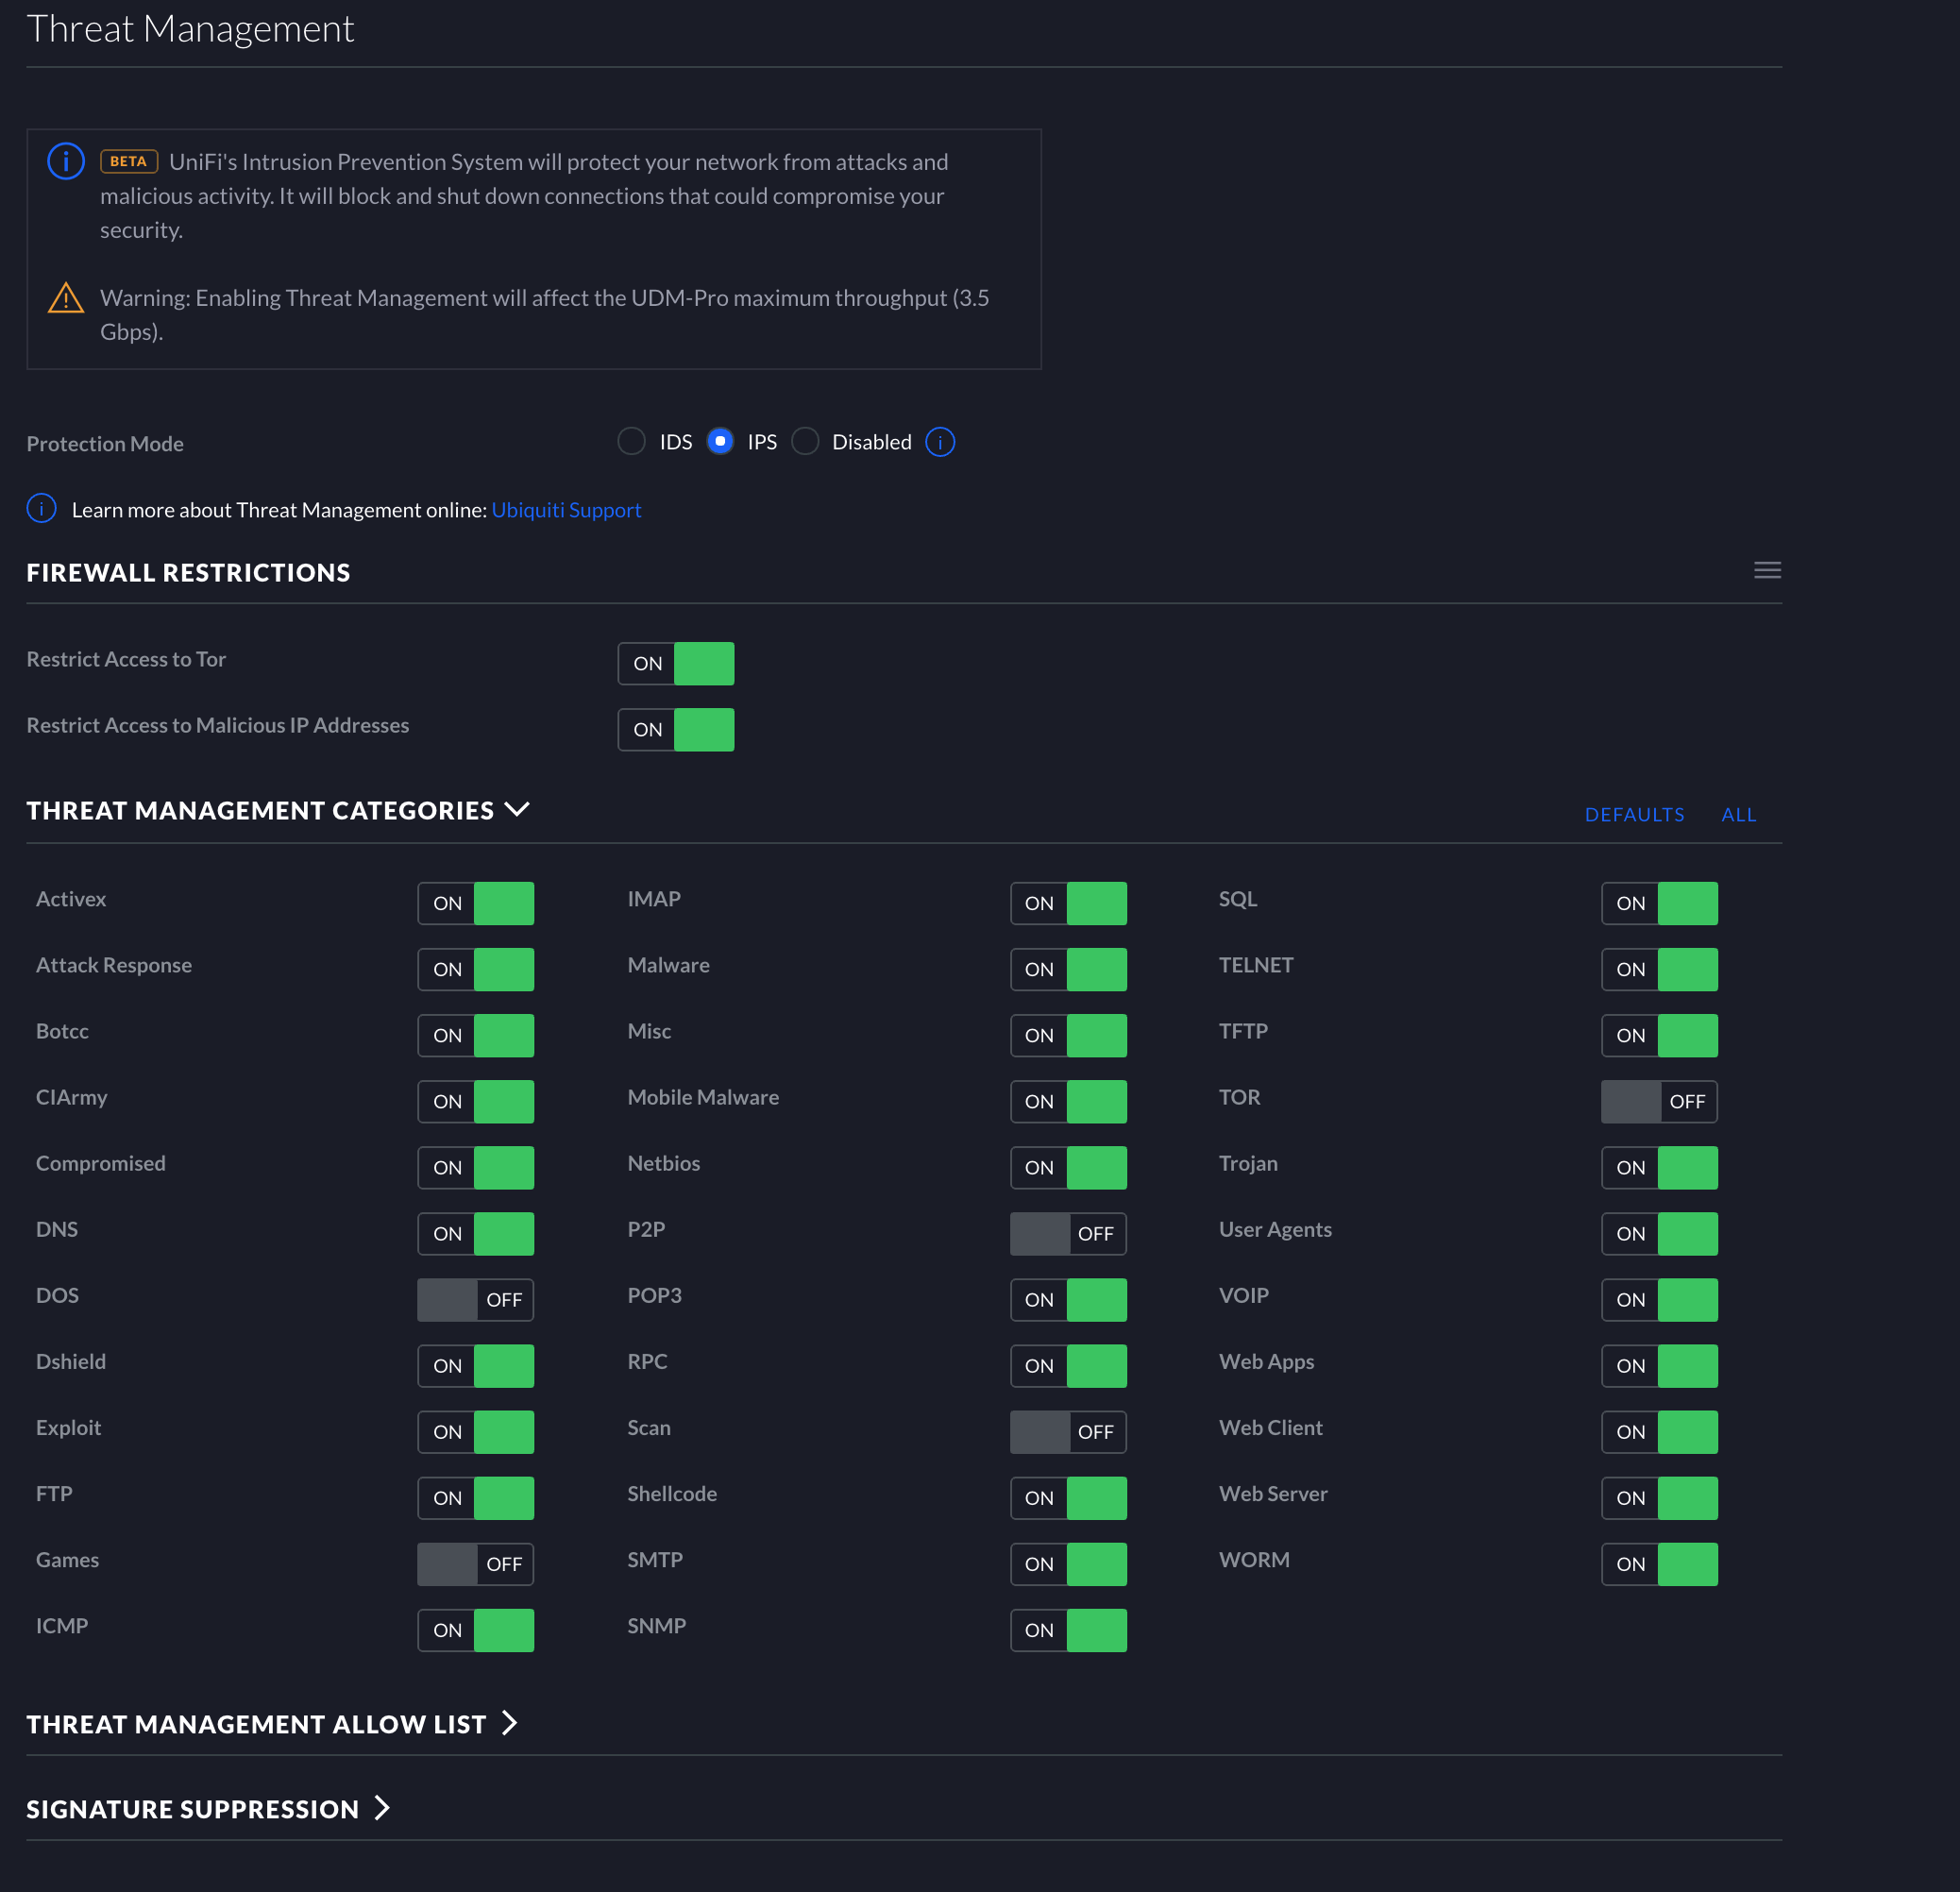 Threat Management
BETA UniFi's Intrusion Prevention System will protect your network from attacks and
malicious activity. It will block and shut down connections that could compromise your
security.
Warning: Enabling Threat Management will affect the UDM-Pro maximum throughput (3.5
Gbps).
Protection Mode IDS IPS Disabled
Learn more about Threat Management online: Ubiquiti Support
FIREWALL RESTRICTIONS
Restrict Access to Tor ON
Restrict Access to Malicious IP Addresses ON
THREAT MANAGEMENT CATEGORIES DEFAULTS ALL
Activex ON IMAP ON SQL ON
Attack Response ON Malware ON TELNET ON
Botcc ON Misc ON TFTP ON
CIArmy ON Mobile Malware ON TOR OFF
Compromised ON Netbios ON Trojan ON
DNS ON P2P OFF User Agents ON
DOS OFF POP3 ON VOIP ON
Dshield ON RPC ON Web Apps ON
Exploit ON Scan OFF Web Client ON
FTP ON Shellcode ON Web Server ON
Games OFF SMTP ON WORM ON
ICMP ON SNMP ON
THREAT MANAGEMENT ALLOW LIST
SIGNATURE SUPPRESSION